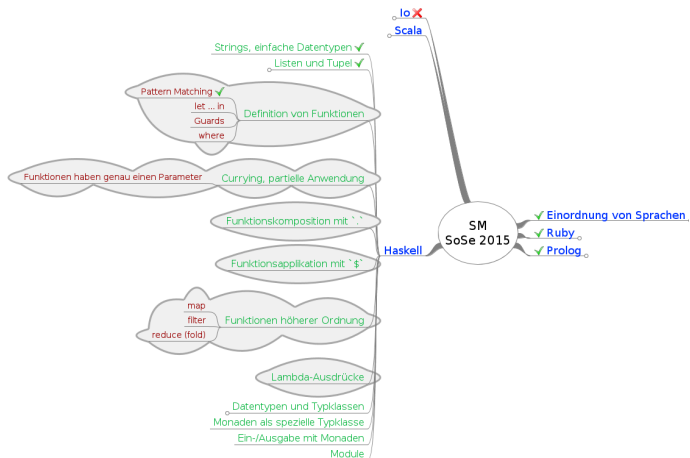 Io
Scala
Strings, einfache Datentypen
Listen und Tupel
Pattern Matching
let ... in
Guards
where
Definition von Funktionen
Funktionen haben genau einen Parameter
Currying, partielle Anwendung
Funktionskomposition mit `.`
Funktionsapplikation mit `$`
map
filter
reduce (fold)
Funktionen höherer Ordnung
Lambda-Ausdrücke
Datentypen und Typklassen
Monaden als spezielle Typklasse
Ein-/Ausgabe mit Monaden
Module
Haskell
SM
SoSe 2015
Einordnung von Sprachen
Ruby
Prolog